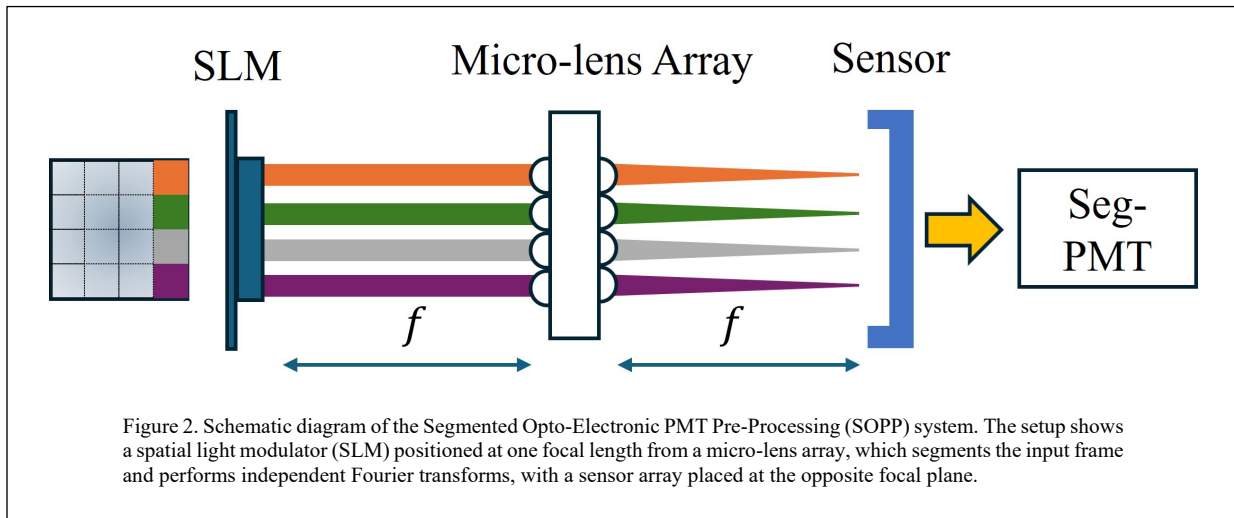 SLM
Micro-lens Array
Sensor
Seg-
PMT
f
f
Figure 2. Schematic diagram of the Segmented Opto-Electronic PMT Pre-Processing (SOPP) system. The setup shows
a spatial light modulator (SLM) positioned at one focal length from a micro-lens array, which segments the input frame
and performs independent Fourier transforms, with a sensor array placed at the opposite focal plane.